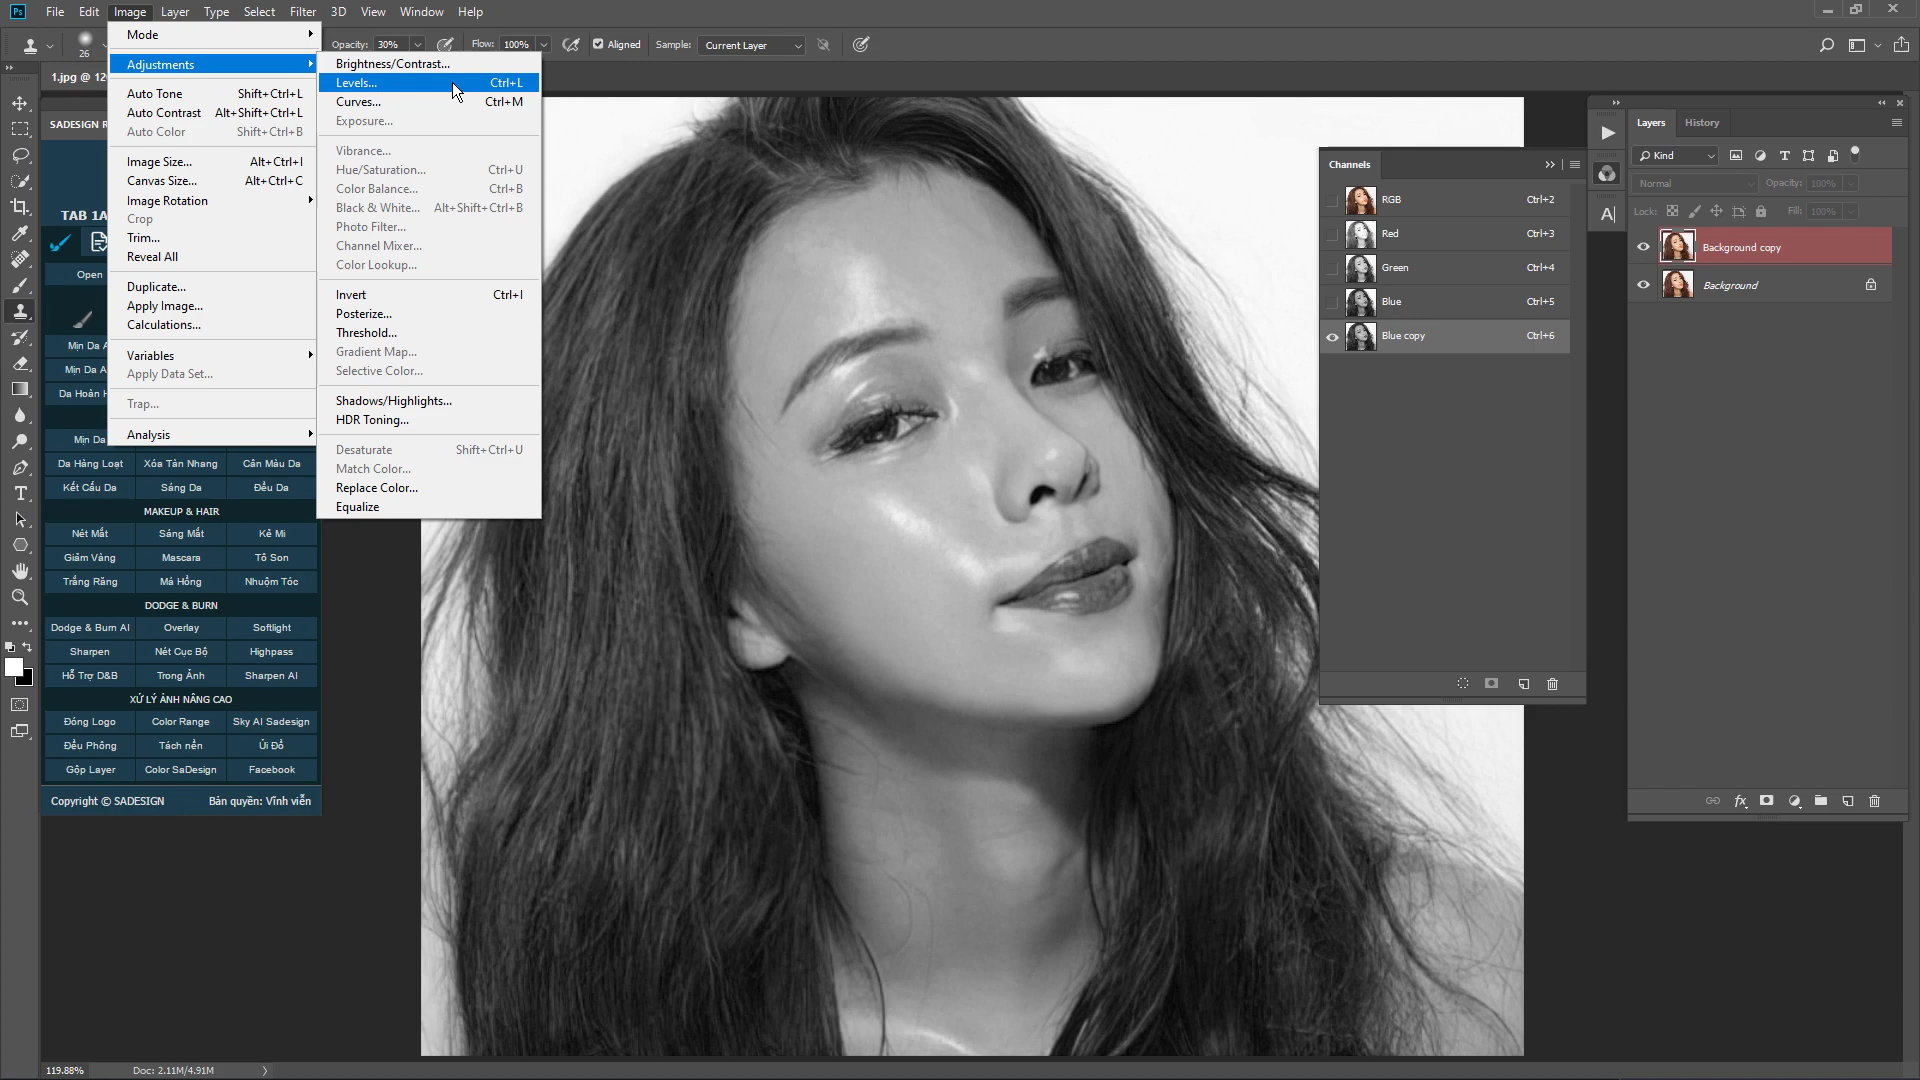 Ps File Edit Image Layer Type Select Filter 3D View Window Help
26 Opacity: 30% Flow: 100% Aligned Sample: Current Layer
1.jpg @
Mode
Adjustments
Auto Tone Shift+Ctrl+L
Auto Contrast Alt+Shift+Ctrl+L
Auto Color Shift+Ctrl+B
Image Size... Alt+Ctrl+I
Canvas Size... Alt+Ctrl+C
Image Rotation
Crop
Trim...
Reveal All
Duplicate...
Apply Image...
Calculations...
Variables
Apply Data Set...
Trap...
Analysis
Brightness/Contrast...
Levels... Ctrl+L
Curves... Ctrl+M
Exposure...
Vibrance...
Hue/Saturation... Ctrl+U
Color Balance... Ctrl+B
Black & White... Alt+Shift+Ctrl+B
Photo Filter...
Channel Mixer...
Color Lookup...
Invert Ctrl+I
Posterize...
Threshold...
Gradient Map...
Selective Color...
Shadows/Highlights...
HDR Toning...
Desaturate Shift+Ctrl+U
Match Color...
Replace Color...
Equalize
SADESIGN R
TAB 1A
Open
Mịn Da A
Mịn Da A
Da Hoàn H
Mịn Da
Da Hàng Loạt Xóa Tàn Nhang Cân Màu Da
Kết Cấu Da Sáng Da Đều Da
MAKEUP & HAIR
Nét Mắt Sáng Mắt Kẻ Mi
Giảm Vàng Mascara Tô Son
Trắng Răng Má Hồng Nhuộm Tóc
DODGE & BURN
Dodge & Burn AI Overlay Softlight
Sharpen Nét Cục Bộ Highpass
Hỗ Trợ D&B Trong Ảnh Sharpen AI
XỬ LÝ ẢNH NÂNG CAO
Đóng Logo Color Range Sky AI Sadesign
Đều Phông Tách nền Ủi Đồ
Gộp Layer Color SaDesign Facebook
Copyright © SADESIGN Bản quyền: Vĩnh viễn
Channels
RGB Ctrl+2
Red Ctrl+3
Green Ctrl+4
Blue Ctrl+5
Blue copy Ctrl+6
Layers History
Kind
Normal Opacity: 100%
Lock: Fill: 100%
Background copy
Background
119.88% Doc: 2.11M/4.91M